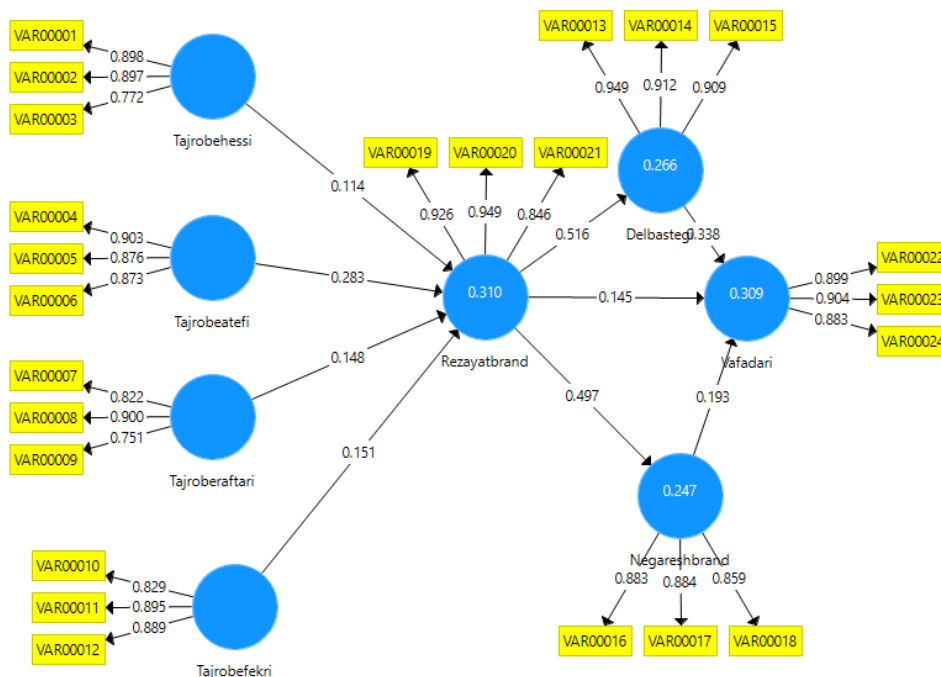 VAR00001
0.898
VAR00002
0.897
VAR00003
0.772
Tajrobehessi
0.114
VAR00004
0.903
VAR00005
0.876
VAR00006
0.873
Tajrobeatefi
0.283
VAR00007
0.822
VAR00008
0.900
VAR00009
0.751
Tajroberaftari
0.148
VAR00010
0.829
VAR00011
0.895
VAR00012
0.889
Tajrobefekri
0.151
VAR00019
VAR00020
VAR00021
0.926
0.949
0.846
0.310
Rezayatbrand
0.516
0.145
0.497
VAR00013
VAR00014
VAR00015
0.949
0.912
0.909
0.266
Delbastegi
0.338
0.309
Vafadari
0.899
VAR00022
0.904
VAR00023
0.883
VAR00024
0.193
0.247
Negareshbrand
0.883
0.884
0.859
VAR00016
VAR00017
VAR00018